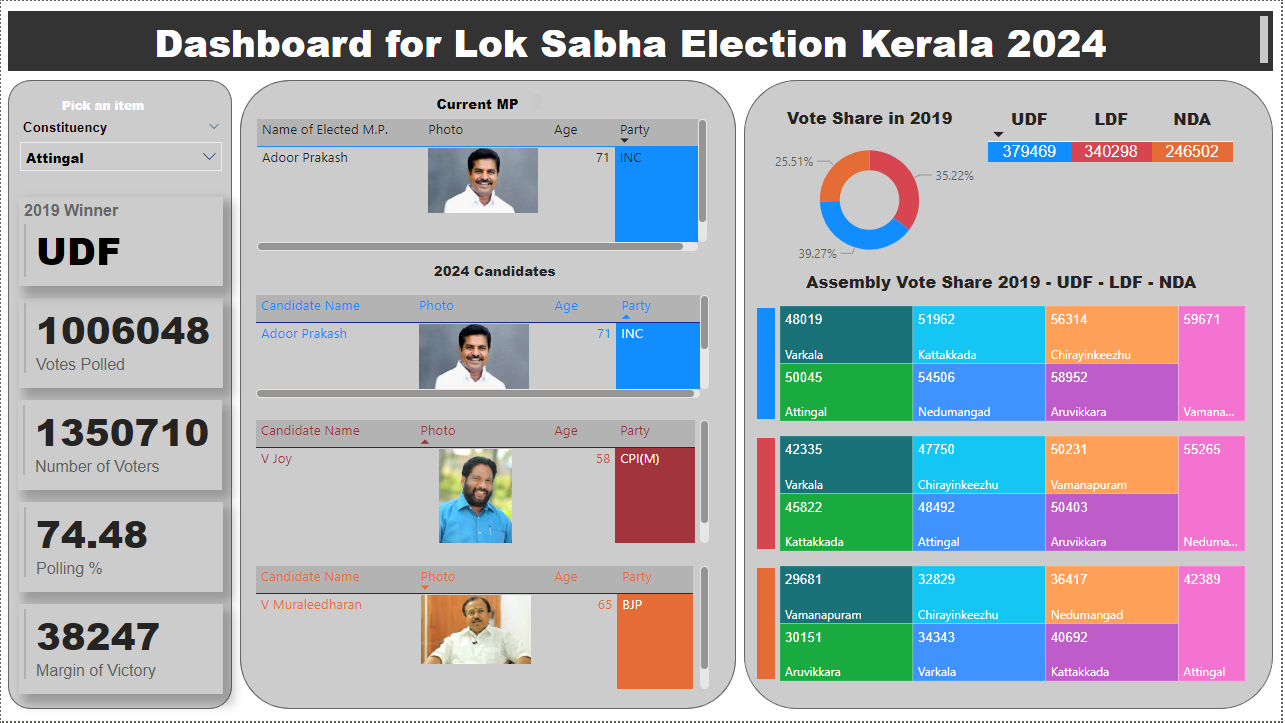 Dashboard for Lok Sabha Election Kerala 2024
Pick an item
Constituency
Attingal
2019 Winner
UDF
1006048
Votes Polled
1350710
Number of Voters
74.48
Polling %
38247
Margin of Victory
Current MP
Name of Elected M.P. Photo Age Party
Adoor Prakash 71 INC
2024 Candidates
Candidate Name Photo Age Party
Adoor Prakash 71 INC
Candidate Name Photo Age Party
V Joy 58 CPI(M)
Candidate Name Photo Age Party
V Muraleedharan 65 BJP
Vote Share in 2019
25.51%
35.22%
39.27%
UDF LDF NDA
379469 340298 246502
Assembly Vote Share 2019 - UDF - LDF - NDA
48019 51962 56314 59671
Varkala Kattakkada Chirayinkeezhu
50045 54506 58952
Attingal Nedumangad Aruvikkara Vamana...
42335 47750 50231 55265
Varkala Chirayinkeezhu Vamanapuram
45822 48492 50403
Kattakkada Attingal Aruvikkara Neduma...
29681 32829 36417 42389
Vamanapuram Chirayinkeezhu Nedumangad
30151 34343 40692
Aruvikkara Varkala Kattakkada Attingal